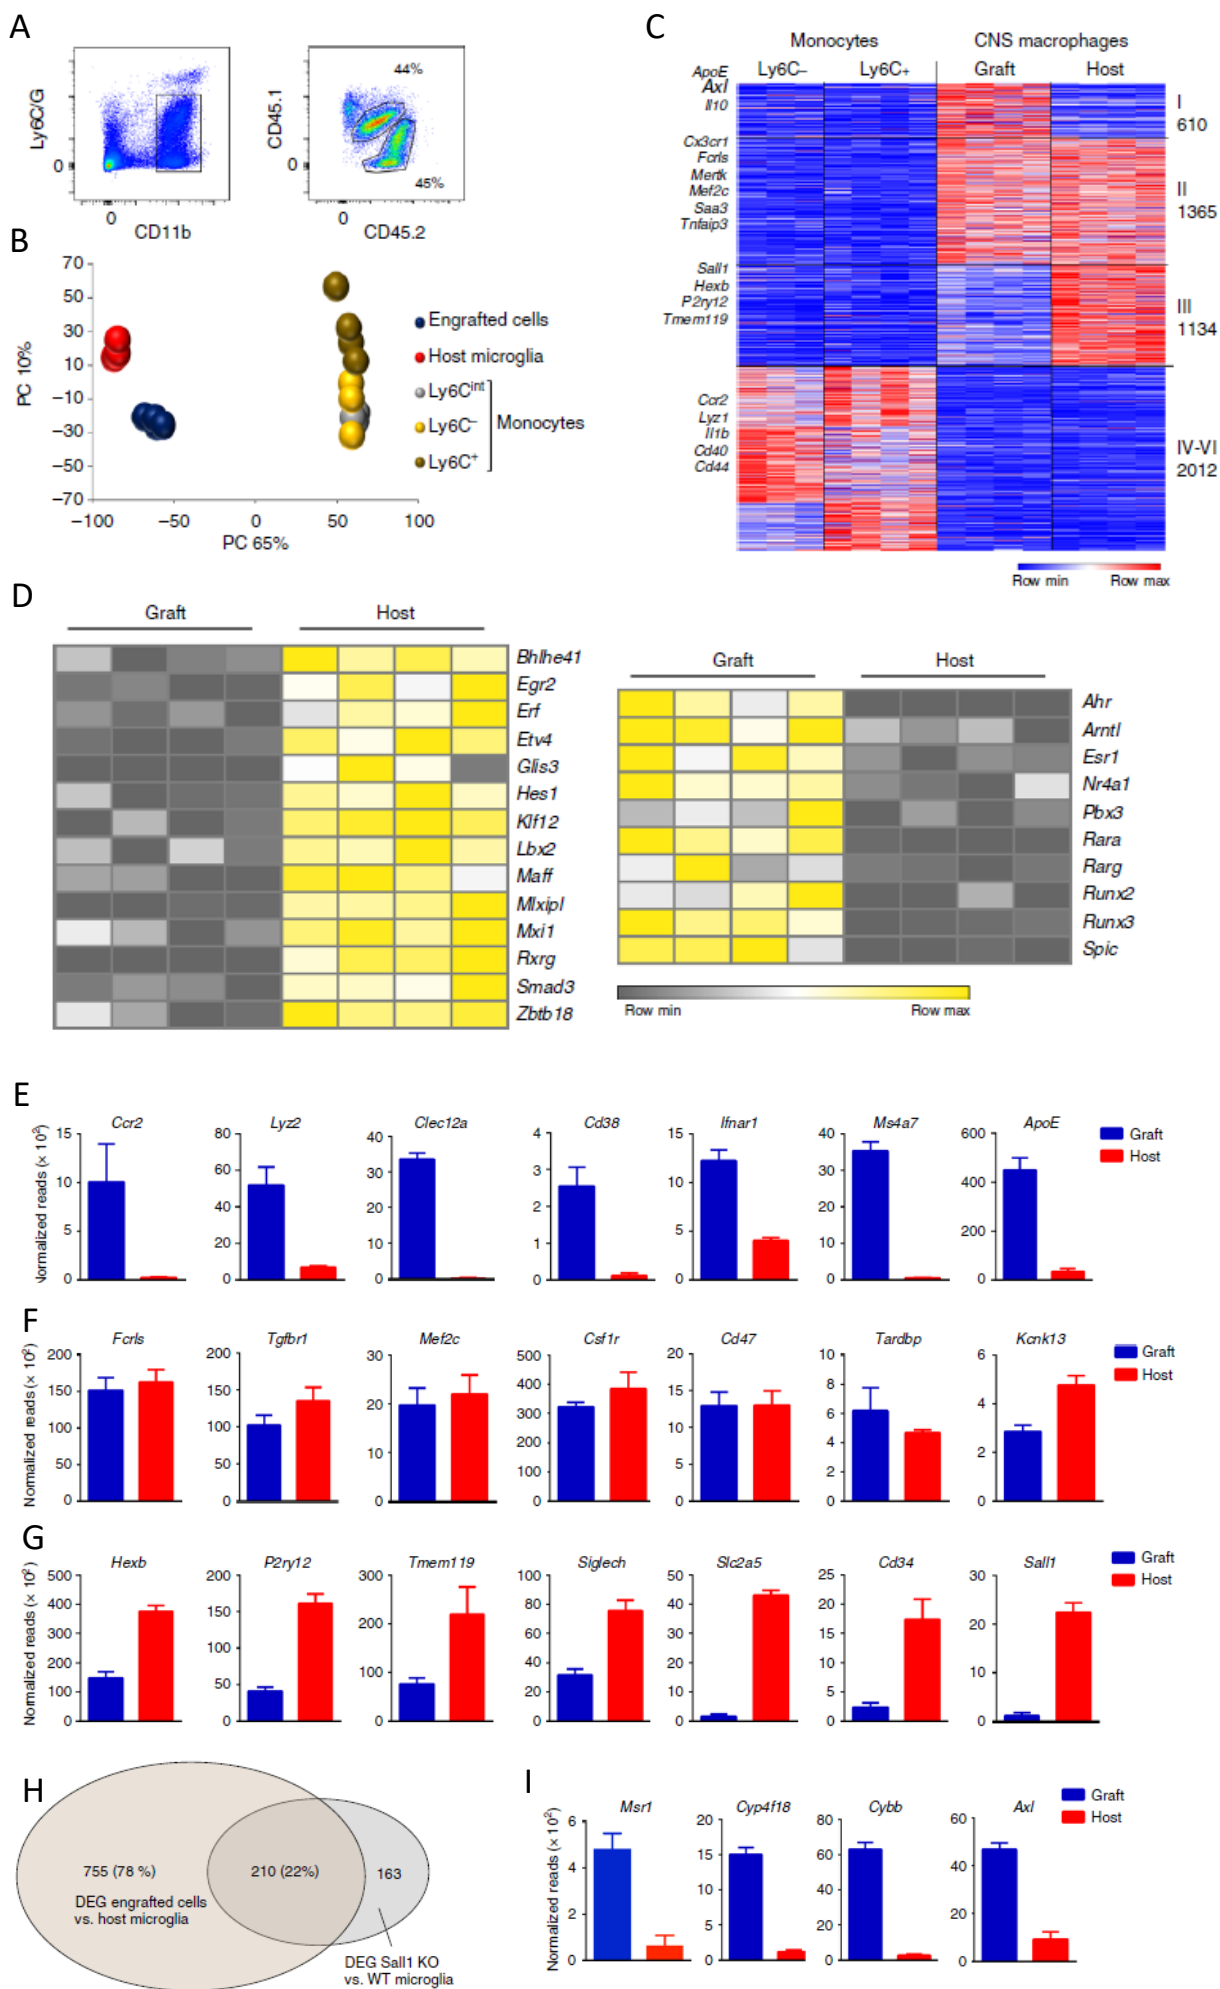 A
Ly6C/G
0
0
CD11b
CD45.1
44%
45%
0
0
CD45.2
B
70
50
30
10
−10
−30
−50
−70
PC 10%
−100
−50
0
50
100
PC 65%
Engrafted cells
Host microglia
Ly6Cint
Ly6C−
Ly6C+
Monocytes
C
Monocytes
CNS macrophages
Ly6C−
Ly6C+
Graft
Host
ApoE
Axl
Il10
Cx3cr1
Fcrls
Mertk
Mef2c
Saa3
Tnfaip3
Sall1
Hexb
P2ry12
Tmem119
Ccr2
Lyz1
Il1b
Cd40
Cd44
I
610
II
1365
III
1134
IV-VI
2012
Row min
Row max
D
Graft
Host
Bhlhe41
Egr2
Erf
Etv4
Glis3
Hes1
Klf12
Lbx2
Maff
Mlxipl
Mxi1
Rxrg
Smad3
Zbtb18
Graft
Host
Ahr
Arntl
Esr1
Nr4a1
Pbx3
Rara
Rarg
Runx2
Runx3
Spic
Row min
Row max
E
Normalized reads (× 10²)
Ccr2
15
10
5
0
Lyz2
80
60
40
20
0
Clec12a
40
30
20
10
0
Cd38
4
3
2
1
0
Ifnar1
15
10
5
0
Ms4a7
40
30
20
10
0
ApoE
600
400
200
0
Graft
Host
F
Normalized reads (× 10²)
Fcrls
200
150
100
50
0
Tgfbr1
200
150
100
50
0
Mef2c
30
20
10
0
Csf1r
500
400
300
200
100
0
Cd47
20
15
10
5
0
Tardbp
10
8
6
4
2
0
Kcnk13
6
4
2
0
Graft
Host
G
Normalized reads (× 10²)
Hexb
500
400
300
200
100
0
P2ry12
200
150
100
50
0
Tmem119
300
200
100
0
Siglech
100
80
60
40
20
0
Slc2a5
50
40
30
20
10
0
Cd34
25
20
15
10
5
0
Sall1
30
20
10
0
Graft
Host
H
755 (78 %)
210 (22%)
163
DEG engrafted cells
vs. host microglia
DEG Sall1 KO
vs. WT microglia
I
Normalized reads (× 10²)
Msr1
6
4
2
0
Cyp4f18
20
15
10
5
0
Cybb
80
60
40
20
0
Axl
60
40
20
0
Graft
Host